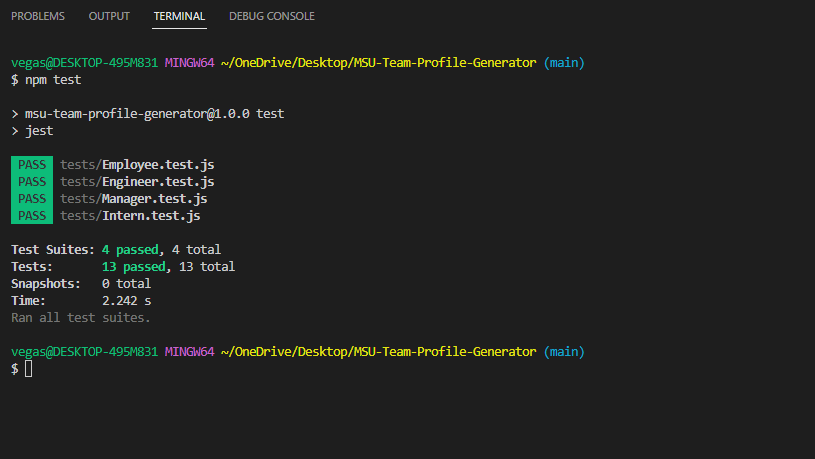 PROBLEMS OUTPUT TERMINAL DEBUG CONSOLE
vegas@DESKTOP-495M831 MINGW64 ~/OneDrive/Desktop/MSU-Team-Profile-Generator (main)
$ npm test
> msu-team-profile-generator@1.0.0 test
> jest
PASS tests/Employee.test.js
PASS tests/Engineer.test.js
PASS tests/Manager.test.js
PASS tests/Intern.test.js
Test Suites: 4 passed, 4 total
Tests: 13 passed, 13 total
Snapshots: 0 total
Time: 2.242 s
Ran all test suites.
vegas@DESKTOP-495M831 MINGW64 ~/OneDrive/Desktop/MSU-Team-Profile-Generator (main)
$